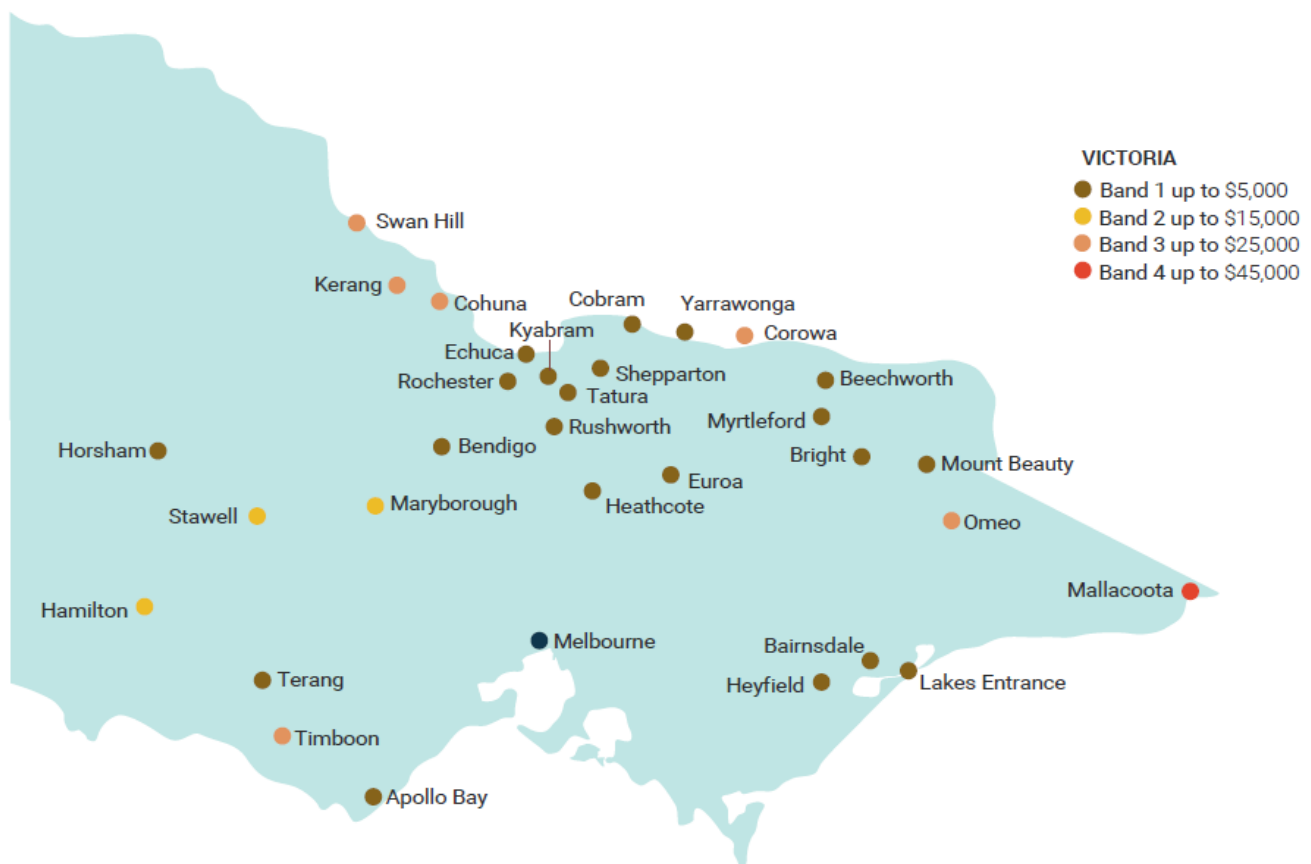 VICTORIA
Band 1 up to $5,000
Band 2 up to $15,000
Band 3 up to $25,000
Band 4 up to $45,000
Swan Hill
Kerang
Cohuna
Cobram
Yarrawonga
Kyabram
Corowa
Echuca
Rochester
Shepparton
Beechworth
Tatura
Rushworth
Myrtleford
Horsham
Bendigo
Bright
Mount Beauty
Euroa
Maryborough
Heathcote
Stawell
Omeo
Mallacoota
Hamilton
Melbourne
Bairnsdale
Terang
Heyfield
Lakes Entrance
Timboon
Apollo Bay